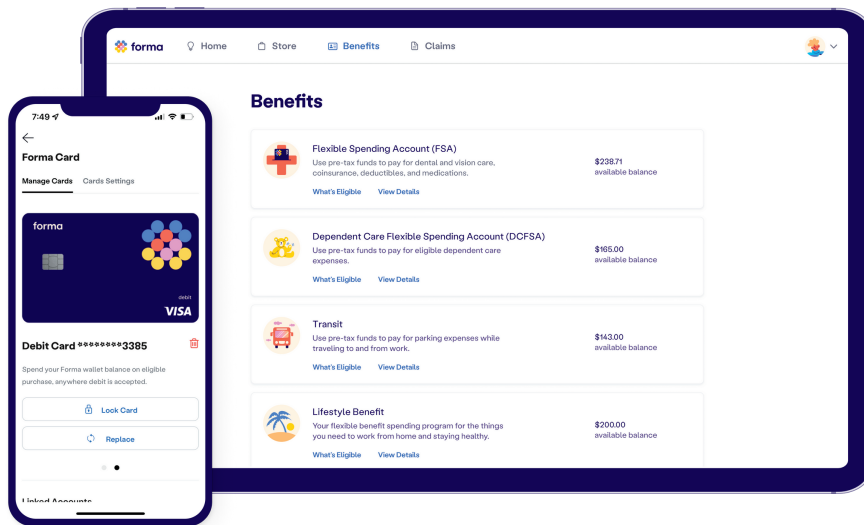 forma
Home
Store
Benefits
Claims
Benefits
Flexible Spending Account (FSA)
Use pre-tax funds to pay for dental and vision care,
coinsurance, deductibles, and medications.
What's Eligible
View Details
$238.71
available balance
Dependent Care Flexible Spending Account (DCFSA)
Use pre-tax funds to pay for eligible dependent care
expenses.
What's Eligible
View Details
$165.00
available balance
Transit
Use pre-tax funds to pay for parking expenses while
traveling to and from work.
What's Eligible
View Details
$143.00
available balance
Lifestyle Benefit
Your flexible benefit spending program for the things
you need to work from home and staying healthy.
What's Eligible
View Details
$200.00
available balance
7:49
Forma Card
Manage Cards
Cards Settings
forma
debit
VISA
Debit Card ********3385
Spend your Forma wallet balance on eligible
purchase, anywhere debit is accepted.
Lock Card
Replace
Linked Accounts